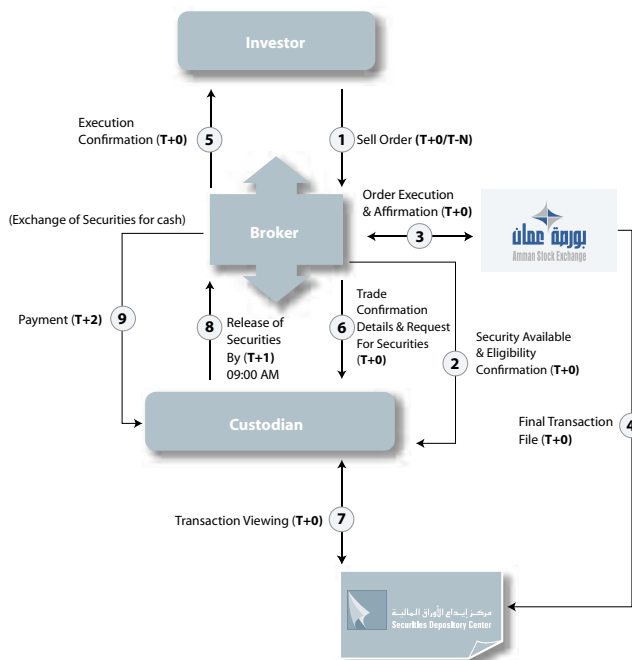 Investor
Execution
Confirmation (T+0)
5
1
Sell Order (T+0/T-N)
(Exchange of Securities for cash)
Broker
Order Execution
& Affirmation (T+0)
3
بورصة عمان
Amman Stock Exchange
Payment (T+2)
9
8
Release of
Securities
By (T+1)
09:00 AM
6
Trade
Confirmation
Details & Request
For Securities
(T+0)
2
Security Available
& Eligibility
Confirmation (T+0)
Custodian
Final Transaction
File (T+0)
4
Transaction Viewing (T+0)
7
مركز إيداع الأوراق المالية
Securities Depository Center